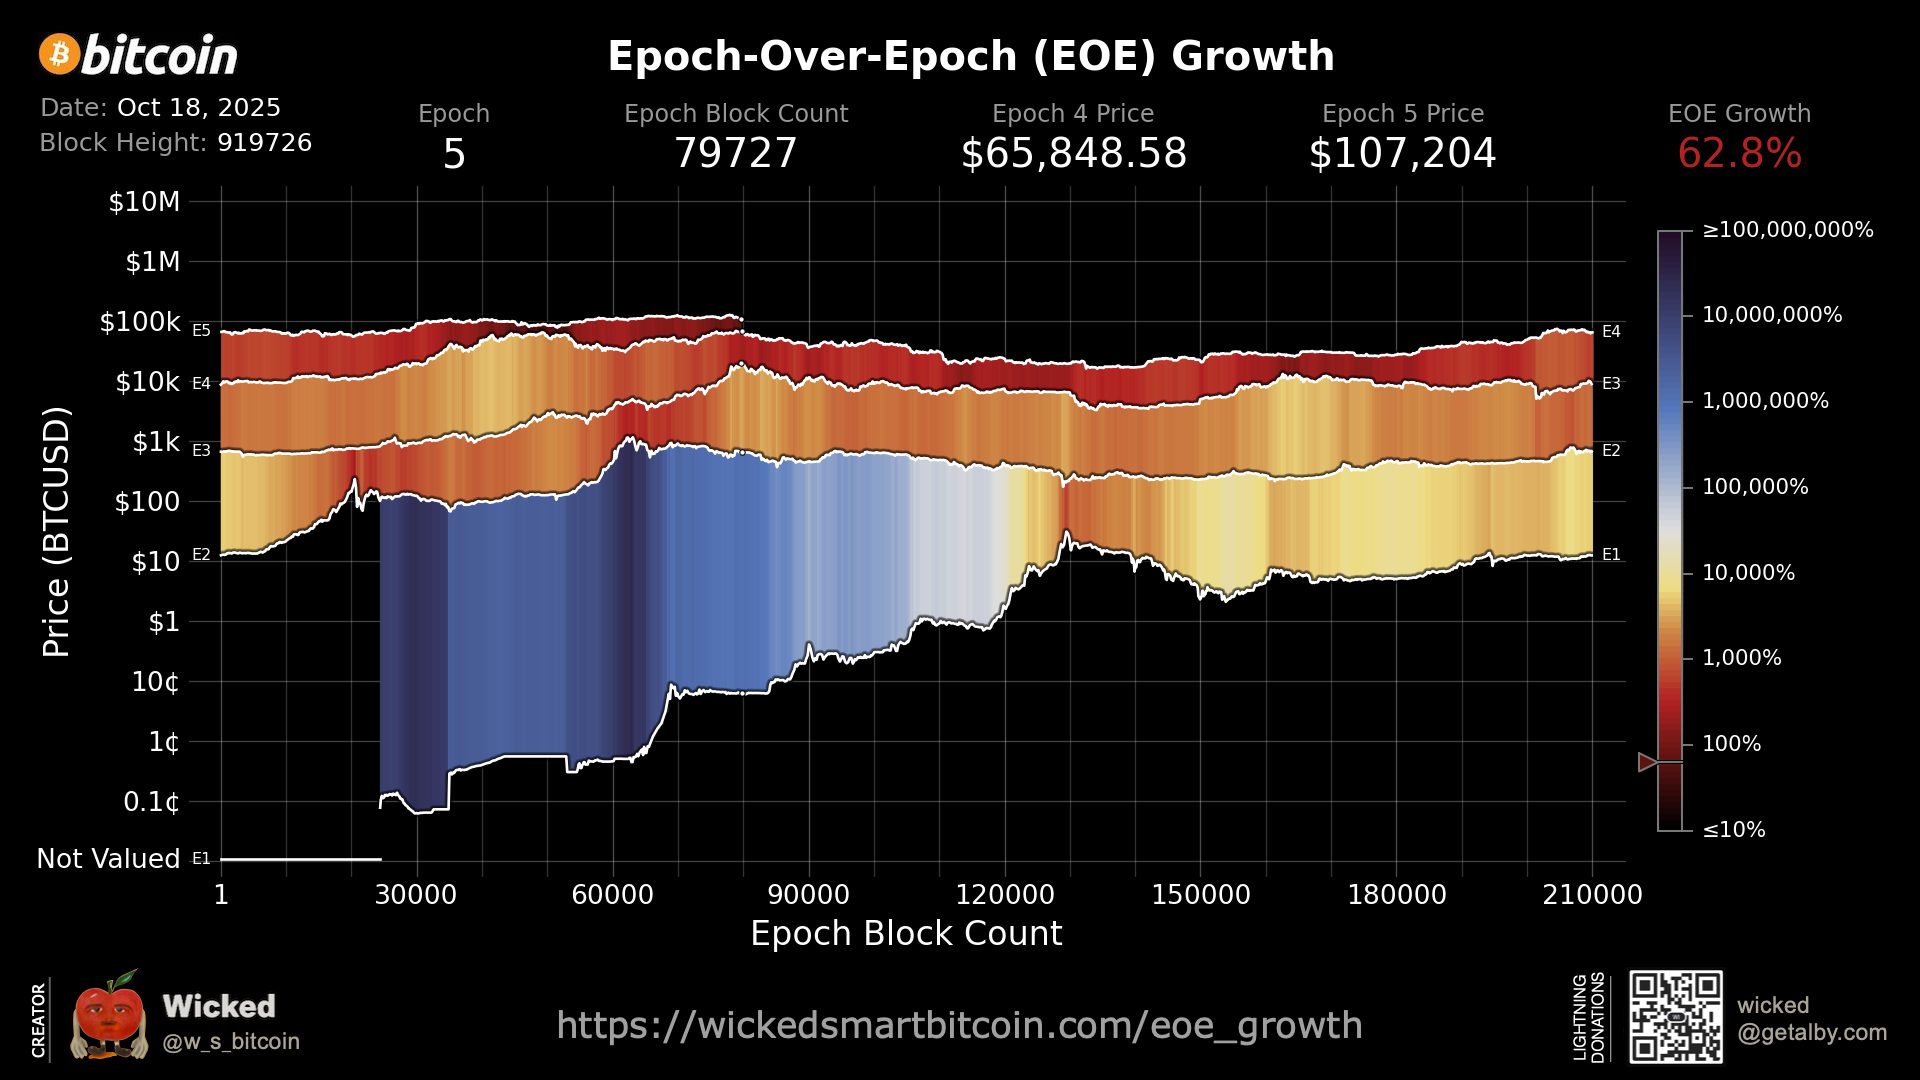 bitcoin
Epoch-Over-Epoch (EOE) Growth
Date: Oct 18, 2025
Block Height: 919726
Epoch
5
Epoch Block Count
79727
Epoch 4 Price
$65,848.58
Epoch 5 Price
$107,204
EOE Growth
62.8%
Price (BTCUSD)
$10M
$1M
$100k
$10k
$1k
$100
$10
$1
10¢
1¢
0.1¢
Not Valued
E5
E4
E3
E2
E1
E4
E3
E2
E1
≥100,000,000%
10,000,000%
1,000,000%
100,000%
10,000%
1,000%
100%
≤10%
1
30000
60000
90000
120000
150000
180000
210000
Epoch Block Count
CREATOR
Wicked
@w_s_bitcoin
https://wickedsmartbitcoin.com/eoe_growth
LIGHTNING
DONATIONS
wicked
@getalby.com